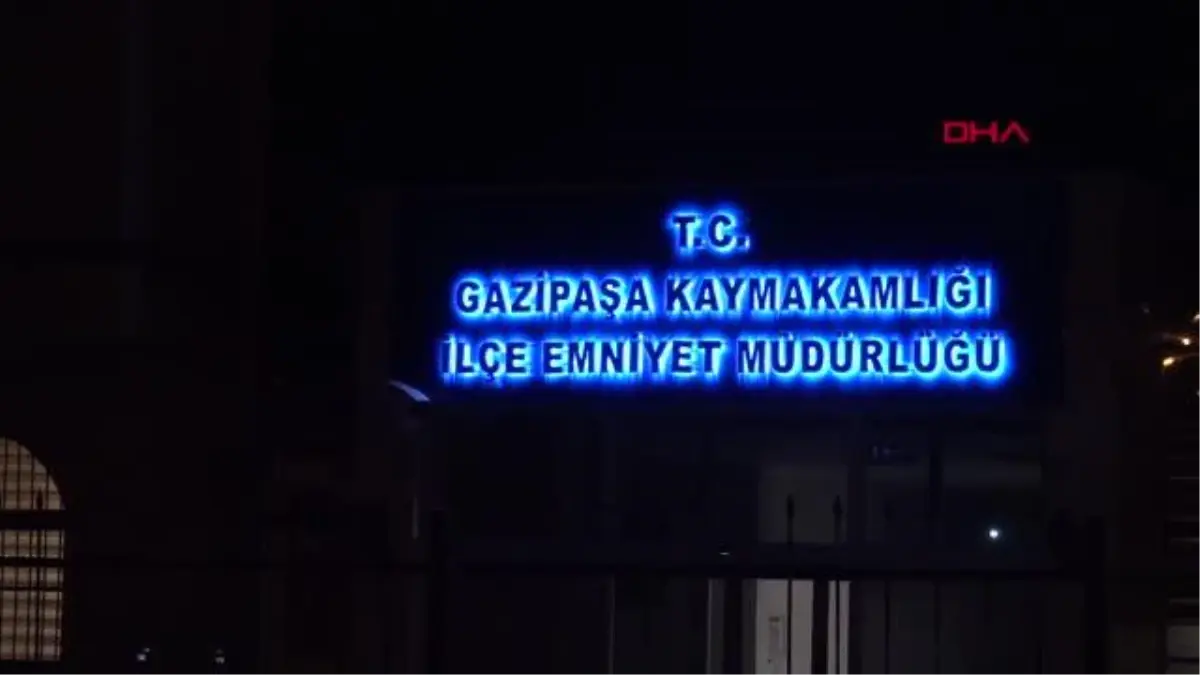 DHA
T.C.
GAZİPAŞA KAYMAKAMLIĞI
İLÇE EMNİYET MÜDÜRLÜĞÜ